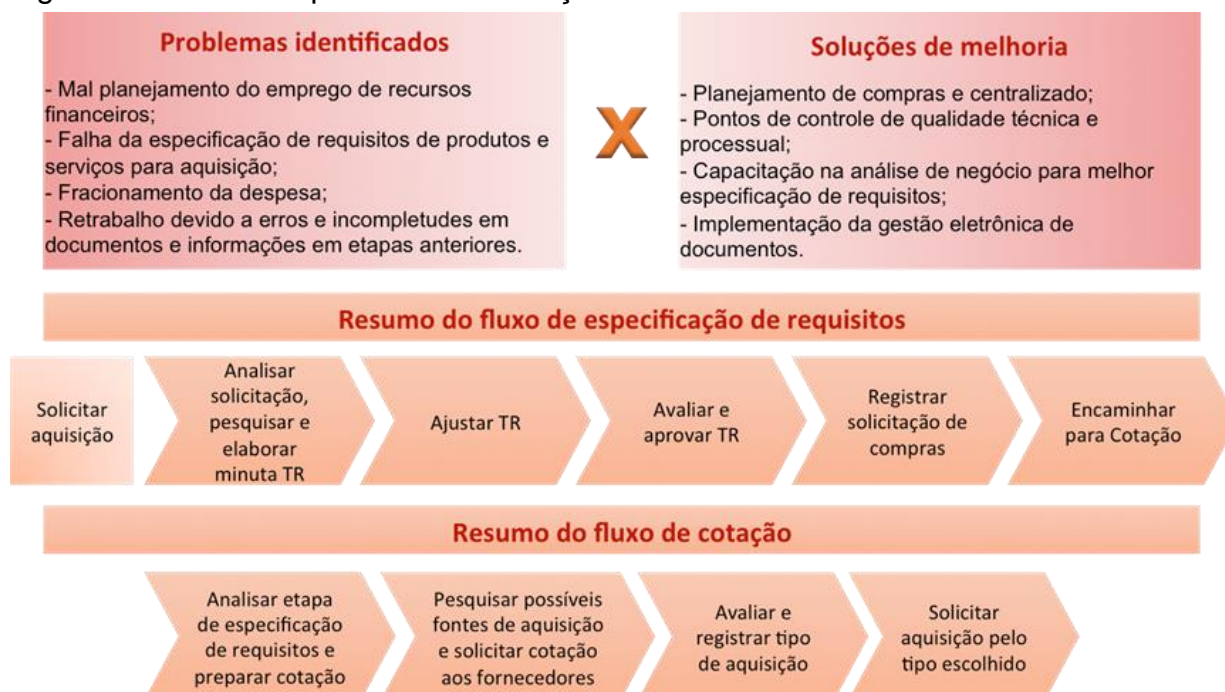 Problemas identificados
- Mal planejamento do emprego de recursos
financeiros;
- Falha da especificação de requisitos de produtos e
serviços para aquisição;
- Fracionamento da despesa;
- Retrabalho devido a erros e incompletudes em
documentos e informações em etapas anteriores.
X
Soluções de melhoria
- Planejamento de compras e centralizado;
- Pontos de controle de qualidade técnica e
processual;
- Capacitação na análise de negócio para melhor
especificação de requisitos;
- Implementação da gestão eletrônica de
documentos.
Resumo do fluxo de especificação de requisitos
Solicitar
aquisição
Analisar
solicitação,
pesquisar e
elaborar
minuta TR
Ajustar TR
Avaliar e
aprovar TR
Registrar
solicitação de
compras
Encaminhar
para Cotação
Resumo do fluxo de cotação
Analisar etapa
de especificação
de requisitos e
preparar cotação
Pesquisar possíveis
fontes de aquisição
e solicitar cotação
aos fornecedores
Avaliar e
registrar tipo
de aquisição
Solicitar
aquisição pelo
tipo escolhido